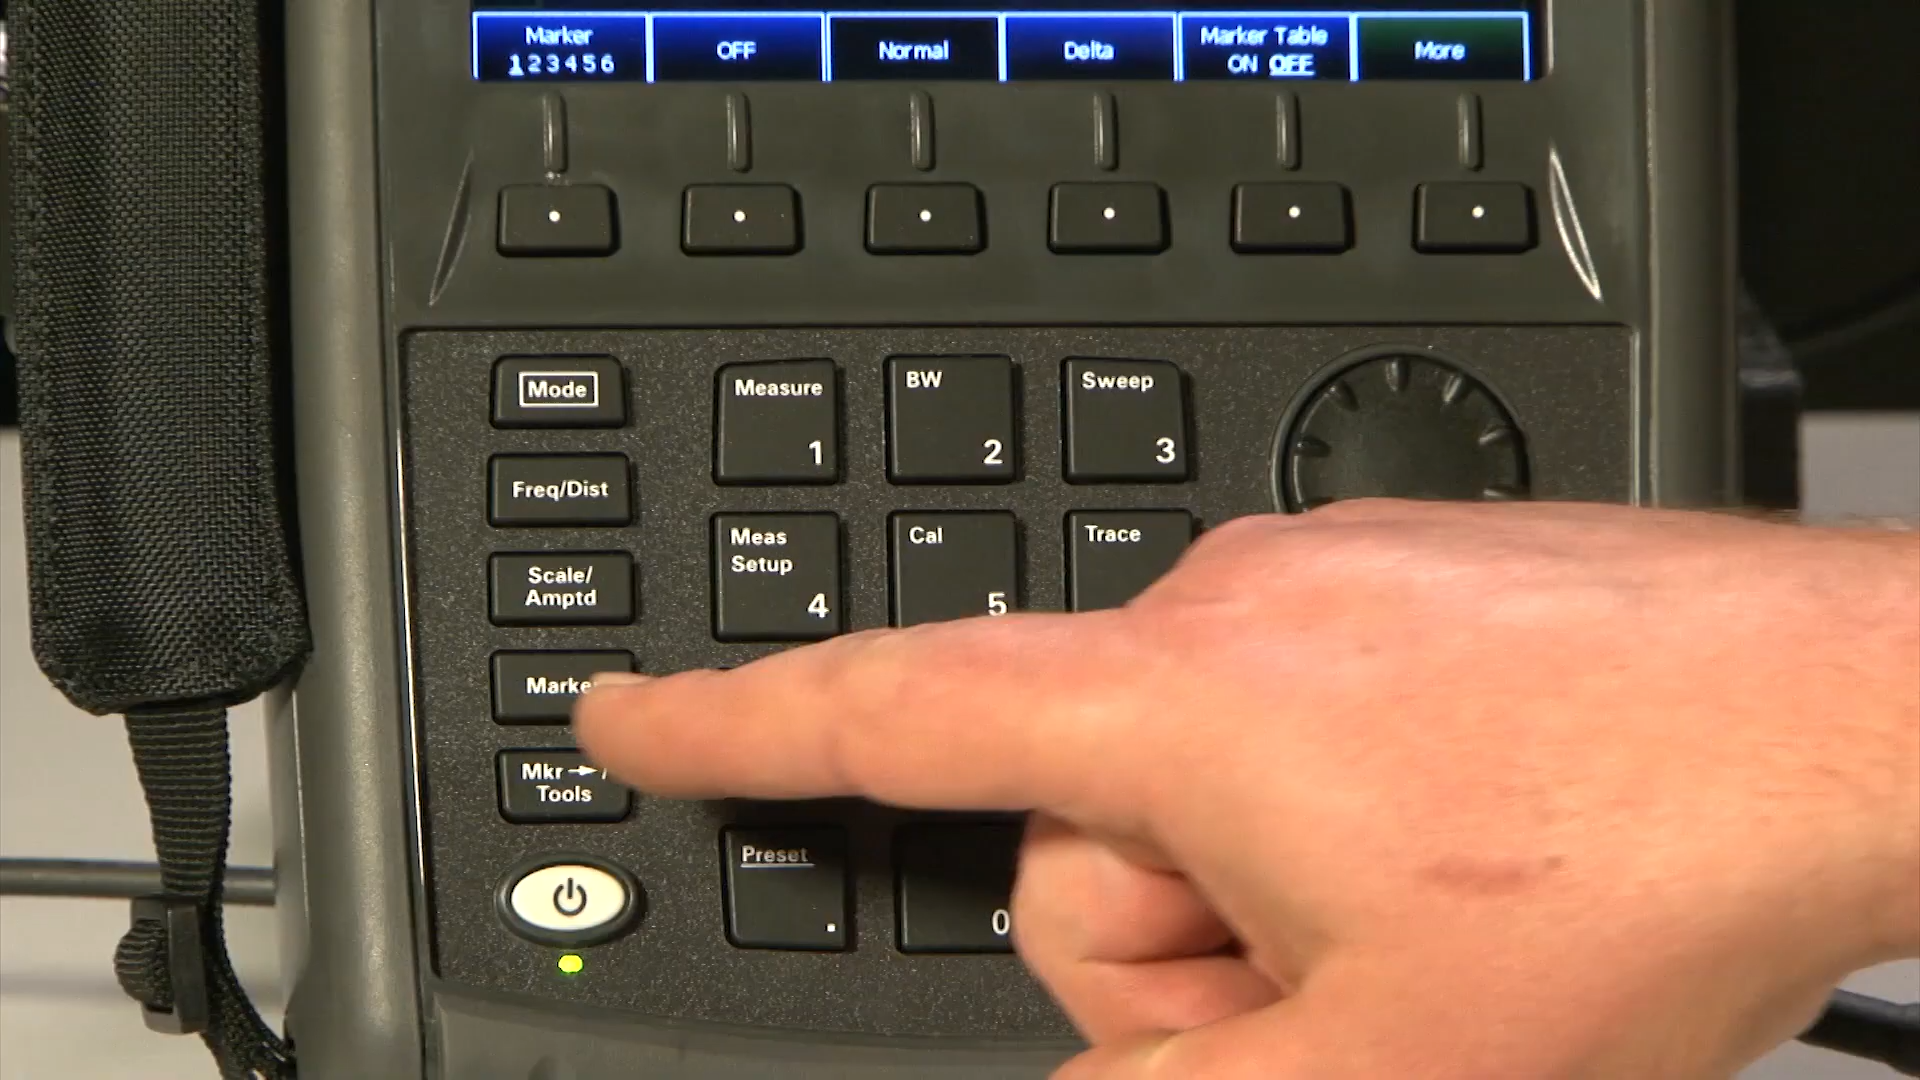 Marker
123456
OFF
Normal
Delta
Marker Table
ON OFF
More
Mode
Measure
1
BW
2
Sweep
3
Freq/Dist
Meas
Setup
4
Cal
5
Trace
Scale/
Amptd
Marke
Mkr→/
Tools
Preset
.
0